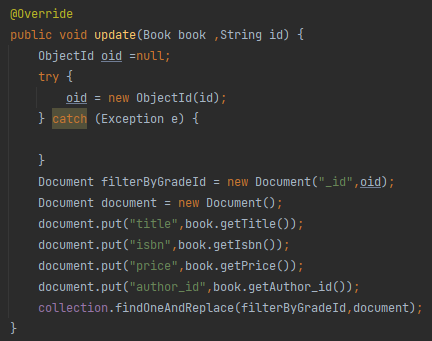 @Override
public void update(Book book ,String id) {
ObjectId oid =null;
try {
oid = new ObjectId(id);
} catch (Exception e) {
}
Document filterByGradeId = new Document("_id",oid);
Document document = new Document();
document.put("title",book.getTitle());
document.put("isbn",book.getIsbn());
document.put("price",book.getPrice());
document.put("author_id",book.getAuthor_id());
collection.findOneAndReplace(filterByGradeId,document);
}